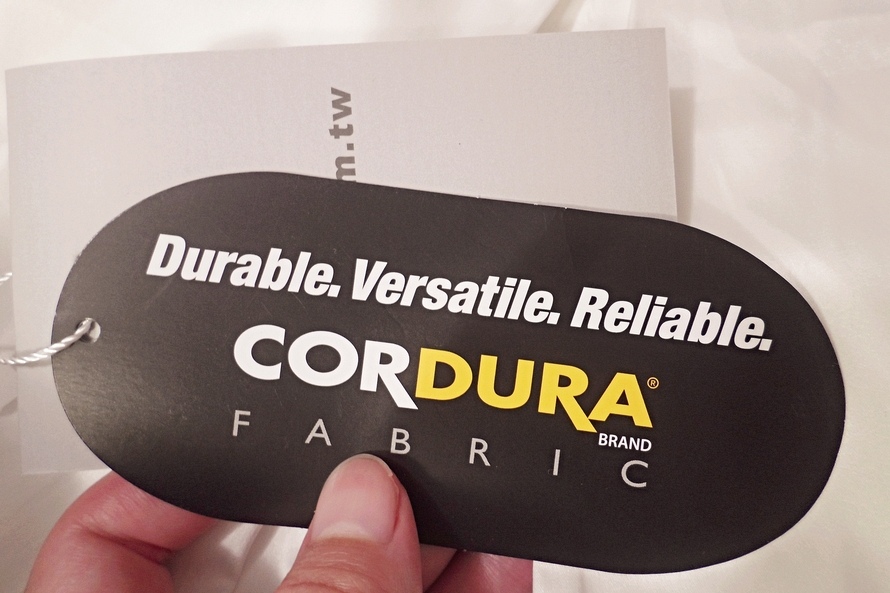 m.tw
Durable. Versatile. Reliable.
CORDURA®
BRAND
FABRIC